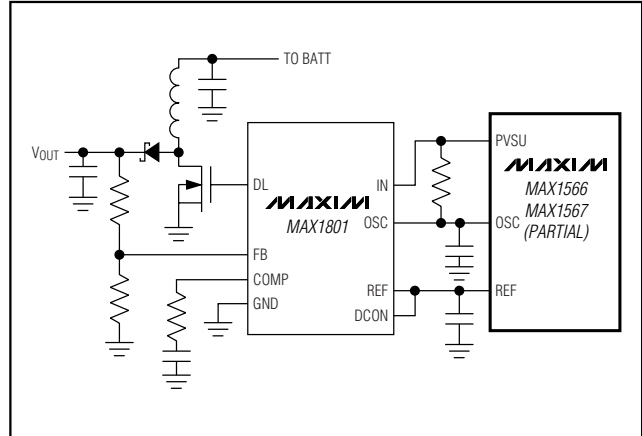 TO BATT
VOUT
DL
FB
COMP
GND
MAXIM
MAX1801
IN
OSC
REF
DCON
PVSU
MAXIM
MAX1566
MAX1567
(PARTIAL)
OSC
REF